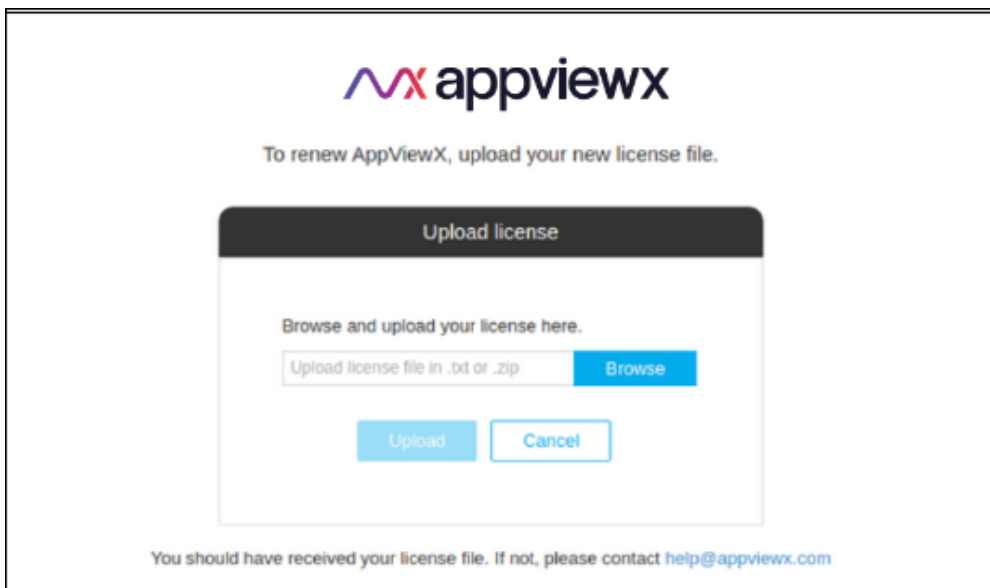 appviewx
To renew AppViewX, upload your new license file.
Upload license
Browse and upload your license here.
Upload license file in .txt or .zip
Browse
Upload
Cancel
You should have received your license file. If not, please contact help@appviewx.com